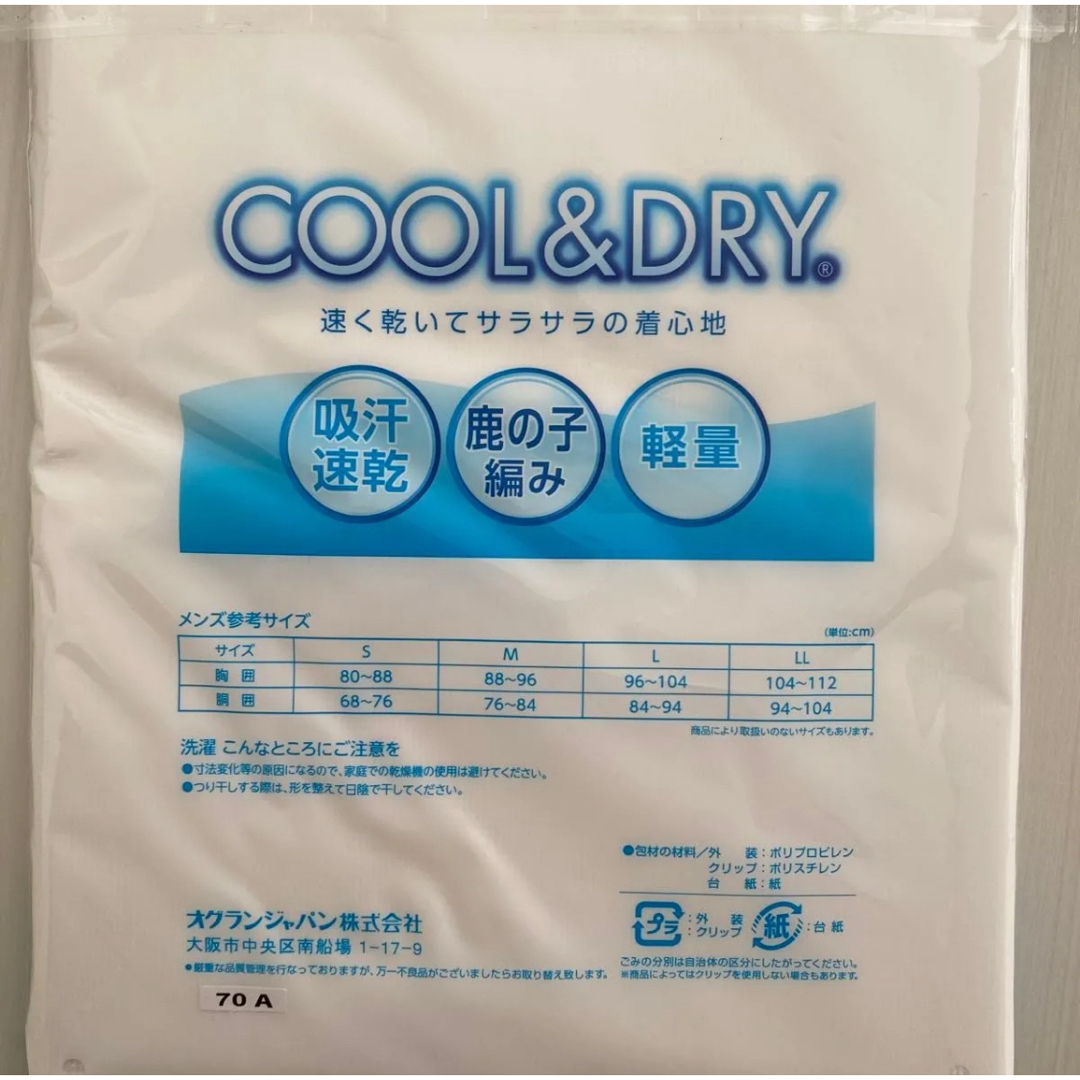 COOL&DRY®
速く乾いてサラサラの着心地
吸汗
速乾
鹿の子
編み
軽量
メンズ参考サイズ
(単位:cm)
サイズ S M L LL
胸囲 80~88 88~96 96~104 104~112
胴囲 68~76 76~84 84~94 94~104
商品により取扱いのないサイズもあります。
洗濯 こんなところにご注意を
●寸法変化等の原因になるので、家庭での乾燥機の使用は避けてください。
●つり干しする際は、形を整えて日陰で干してください。
●包材の材料/外 装:ポリプロピレン
クリップ:ポリスチレン
台 紙:紙
プラ :外 装
:クリップ
紙 :台紙
ごみの分別は自治体の区分にしたがってください。
※商品によってはクリップを使用しない場合もあります。
オグランジャパン株式会社
大阪市中央区南船場 1-17-9
●厳重な品質管理を行なっておりますが、万一不良品がございましたらお取り替え致します。
70 A